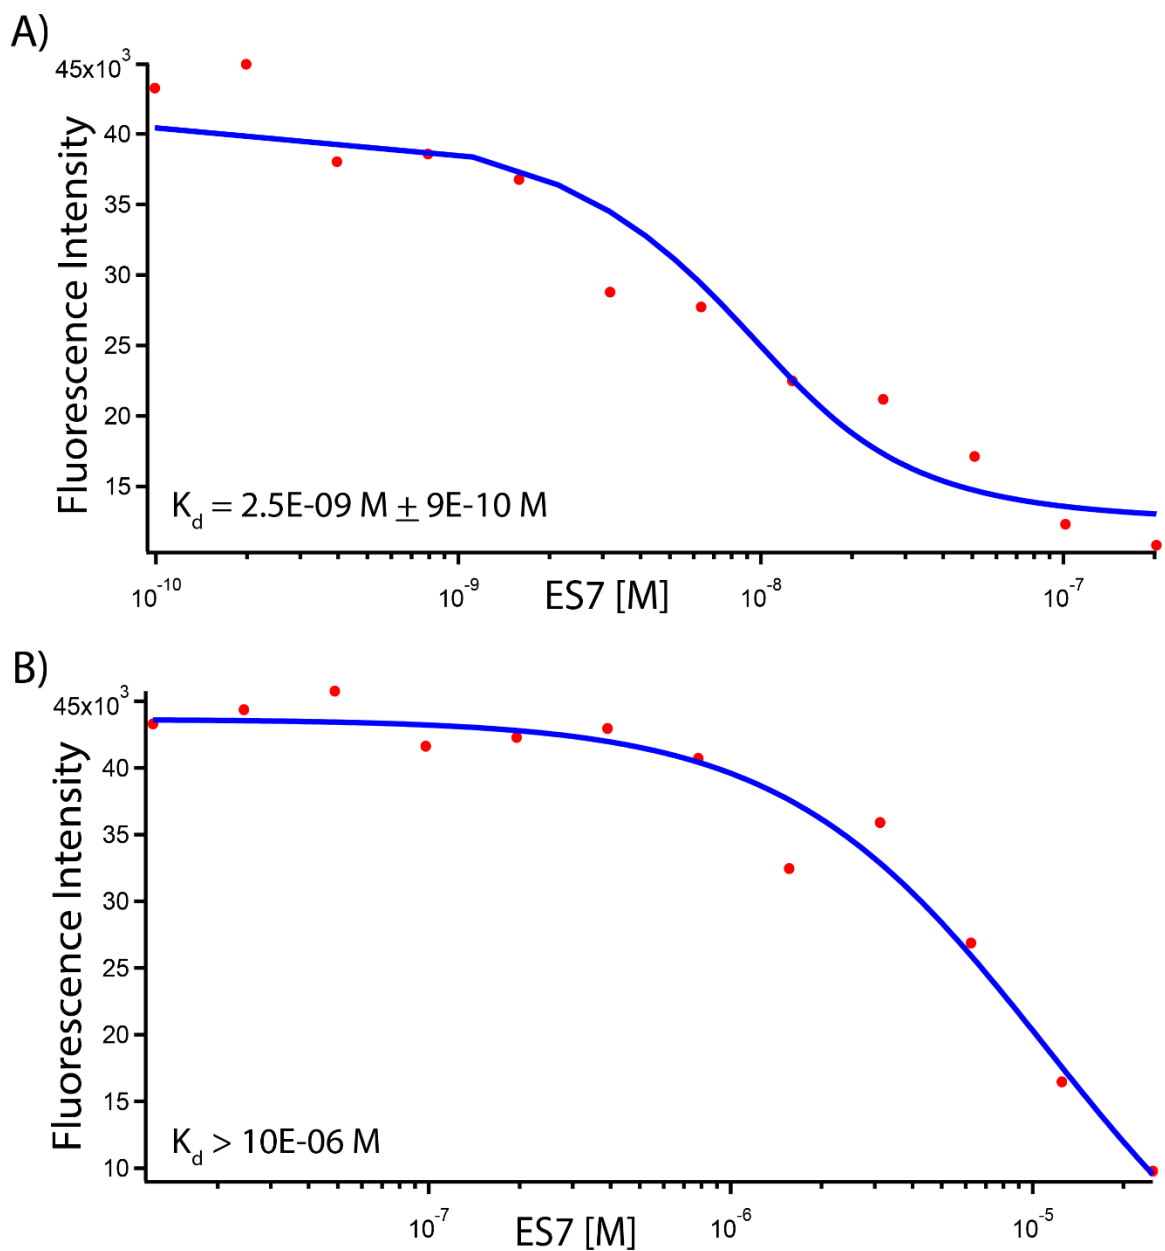 A)
Fluorescence Intensity
45x10³
40
35
30
25
20
15
K_d = 2.5E-09 M ± 9E-10 M
10⁻¹⁰
10⁻⁹
10⁻⁸
10⁻⁷
ES7 [M]
B)
Fluorescence Intensity
45x10³
40
35
30
25
20
15
10
K_d > 10E-06 M
10⁻⁷
10⁻⁶
10⁻⁵
ES7 [M]